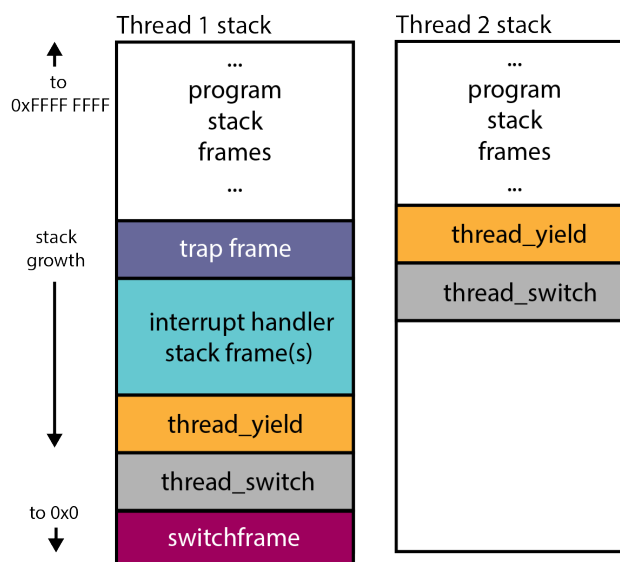 Thread 1 stack
Thread 2 stack
to
0xFFFF FFFF
stack
growth
to 0x0
...
program
stack
frames
...
trap frame
interrupt handler
stack frame(s)
thread_yield
thread_switch
switchframe
...
program
stack
frames
...
thread_yield
thread_switch